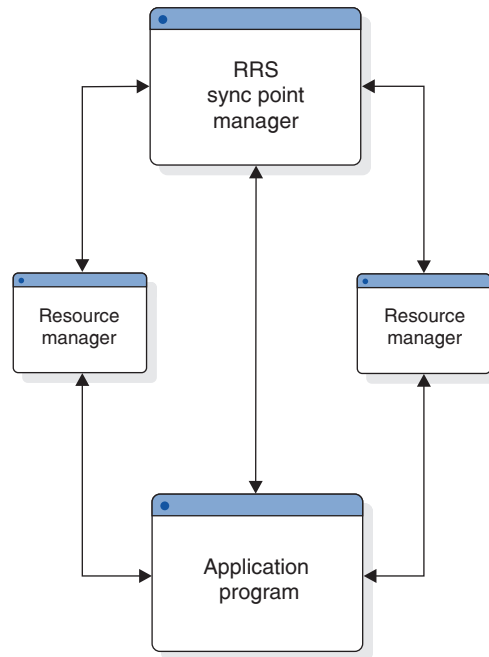 RRS
sync point
manager
Resource
manager
Resource
manager
Application
program